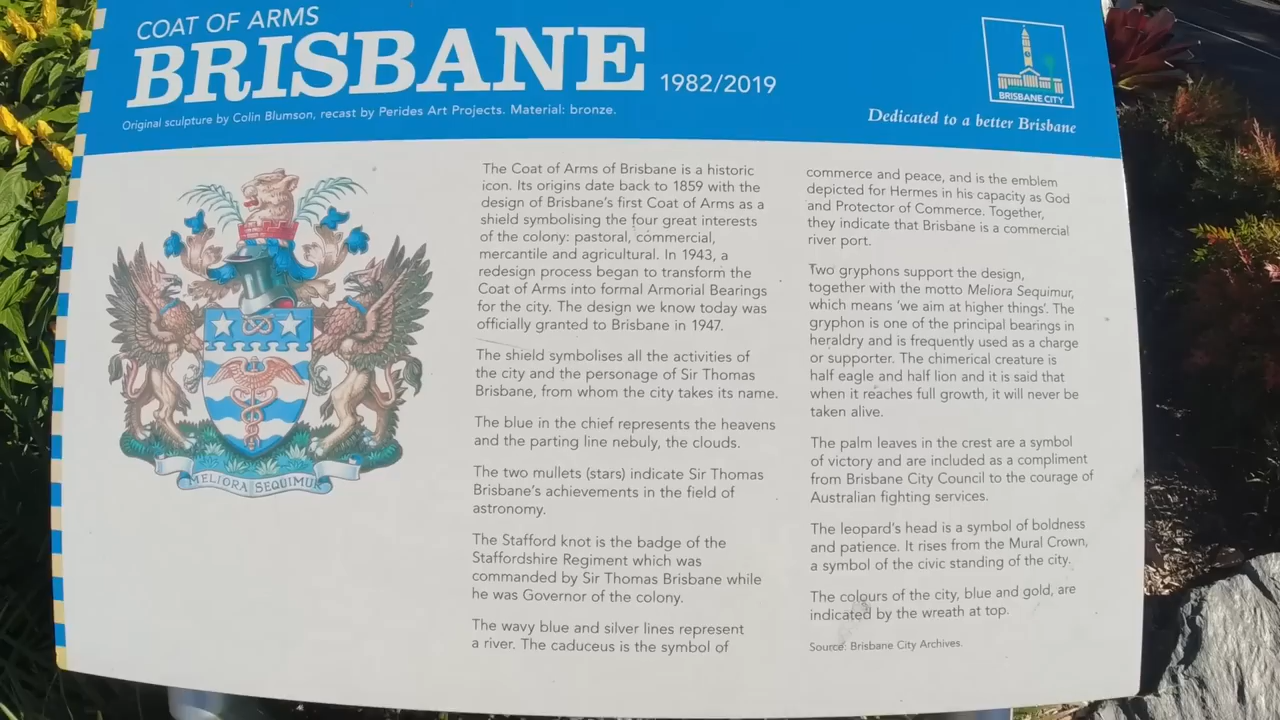 COAT OF ARMS
BRISBANE 1982/2019
Original sculpture by Colin Blumson, recast by Perides Art Projects. Material: bronze.
BRISBANE CITY
Dedicated to a better Brisbane
MELIORA SEQUIMUR
The Coat of Arms of Brisbane is a historic
icon. Its origins date back to 1859 with the
design of Brisbane's first Coat of Arms as a
shield symbolising the four great interests
of the colony: pastoral, commercial,
mercantile and agricultural. In 1943, a
redesign process began to transform the
Coat of Arms into formal Armorial Bearings
for the city. The design we know today was
officially granted to Brisbane in 1947.
The shield symbolises all the activities of
the city and the personage of Sir Thomas
Brisbane, from whom the city takes its name.
The blue in the chief represents the heavens
and the parting line nebuly, the clouds.
The two mullets (stars) indicate Sir Thomas
Brisbane's achievements in the field of
astronomy.
The Stafford knot is the badge of the
Staffordshire Regiment which was
commanded by Sir Thomas Brisbane while
he was Governor of the colony.
The wavy blue and silver lines represent
a river. The caduceus is the symbol of
commerce and peace, and is the emblem
depicted for Hermes in his capacity as God
and Protector of Commerce. Together,
they indicate that Brisbane is a commercial
river port.
Two gryphons support the design,
together with the motto Meliora Sequimur,
which means 'we aim at higher things'. The
gryphon is one of the principal bearings in
heraldry and is frequently used as a charge
or supporter. The chimerical creature is
half eagle and half lion and it is said that
when it reaches full growth, it will never be
taken alive.
The palm leaves in the crest are a symbol
of victory and are included as a compliment
from Brisbane City Council to the courage of
Australian fighting services.
The leopard's head is a symbol of boldness
and patience. It rises from the Mural Crown,
a symbol of the civic standing of the city.
The colours of the city, blue and gold, are
indicated by the wreath at top.
Source: Brisbane City Archives.